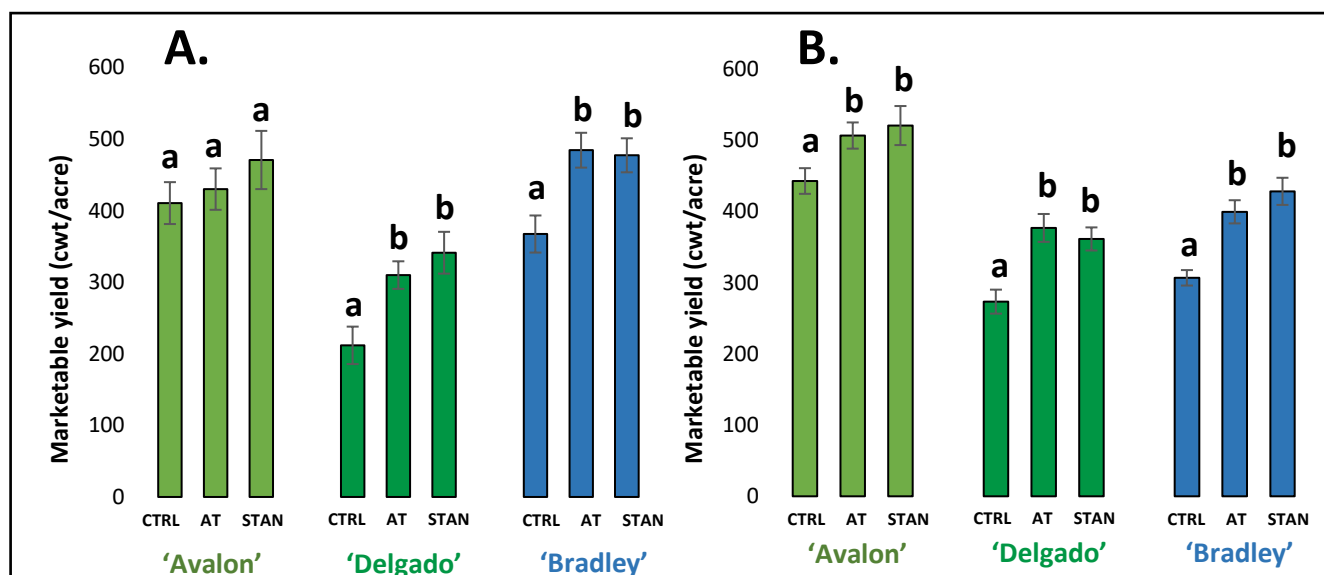 A.
Marketable yield (cwt/acre)
600
500
400
300
200
100
0
a
a
a
a
b
b
a
b
b
CTRL AT STAN CTRL AT STAN CTRL AT STAN
‘Avalon’ ‘Delgado’ ‘Bradley’
B.
Marketable yield (cwt/acre)
600
500
400
300
200
100
0
a
b
b
a
b
b
a
b
b
CTRL AT STAN CTRL AT STAN CTRL AT STAN
‘Avalon’ ‘Delgado’ ‘Bradley’